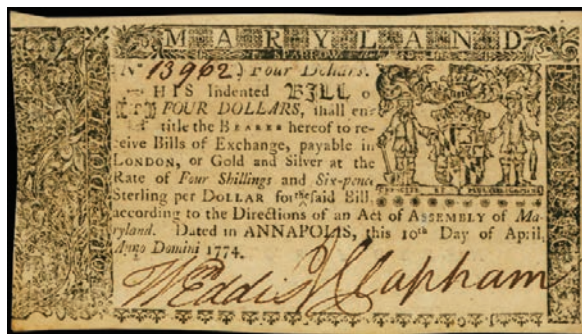 MARYLAND
No 13962) Four Dollars.
THIS Indented BILL o
FOUR DOLLARS, shall en-
title the BEARER hereof to re-
ceive Bills of Exchange, payable in
LONDON, or Gold and Silver at the
Rate of Four Shillings and Six-pence
Sterling per DOLLAR for the said Bill,
according to the Directions of an Act of ASSEMBLY of Ma-
ryland. Dated in ANNAPOLIS, this 10th Day of April,
Anno Domini 1774.
W Eddis J Clapham